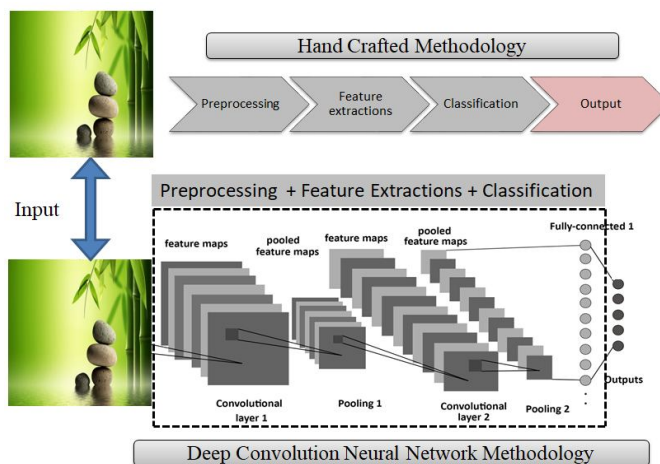 Hand Crafted Methodology
Preprocessing
Feature
extractions
Classification
Output
Input
Preprocessing + Feature Extractions + Classification
feature maps
pooled
feature maps
feature maps
pooled
feature maps
Fully-connected 1
Convolutional
layer 1
Pooling 1
Convolutional
layer 2
Pooling 2
Outputs
Deep Convolution Neural Network Methodology